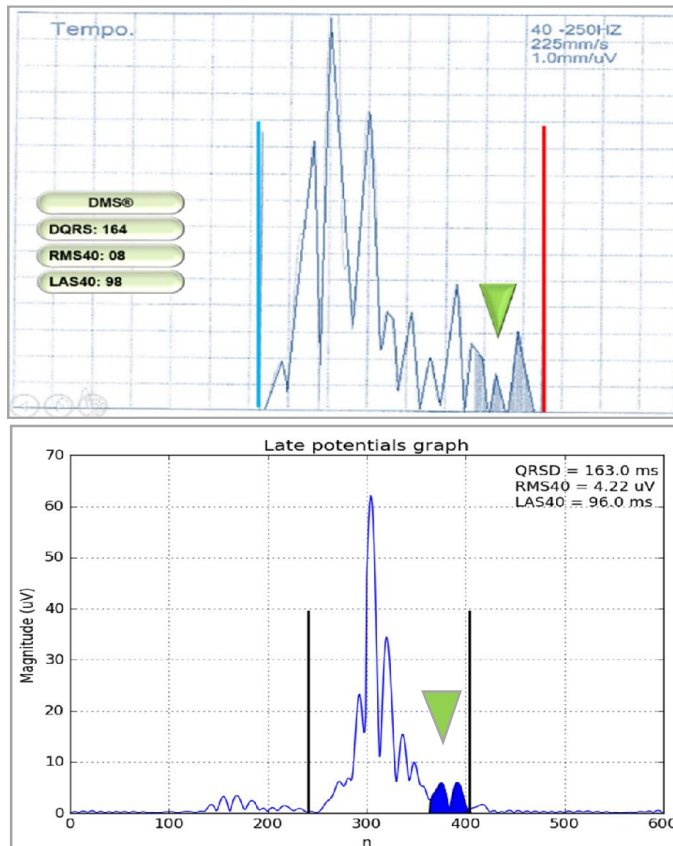 Tempo.
40 -250HZ
225mm/s
1.0mm/uV
DMS®
DQRS: 164
RMS40: 08
LAS40: 98
Late potentials graph
QRSD = 163.0 ms
RMS40 = 4.22 uV
LAS40 = 96.0 ms
Magnitude (uV)
70
60
50
40
30
20
10
0
0 100 200 300 400 500 600
n